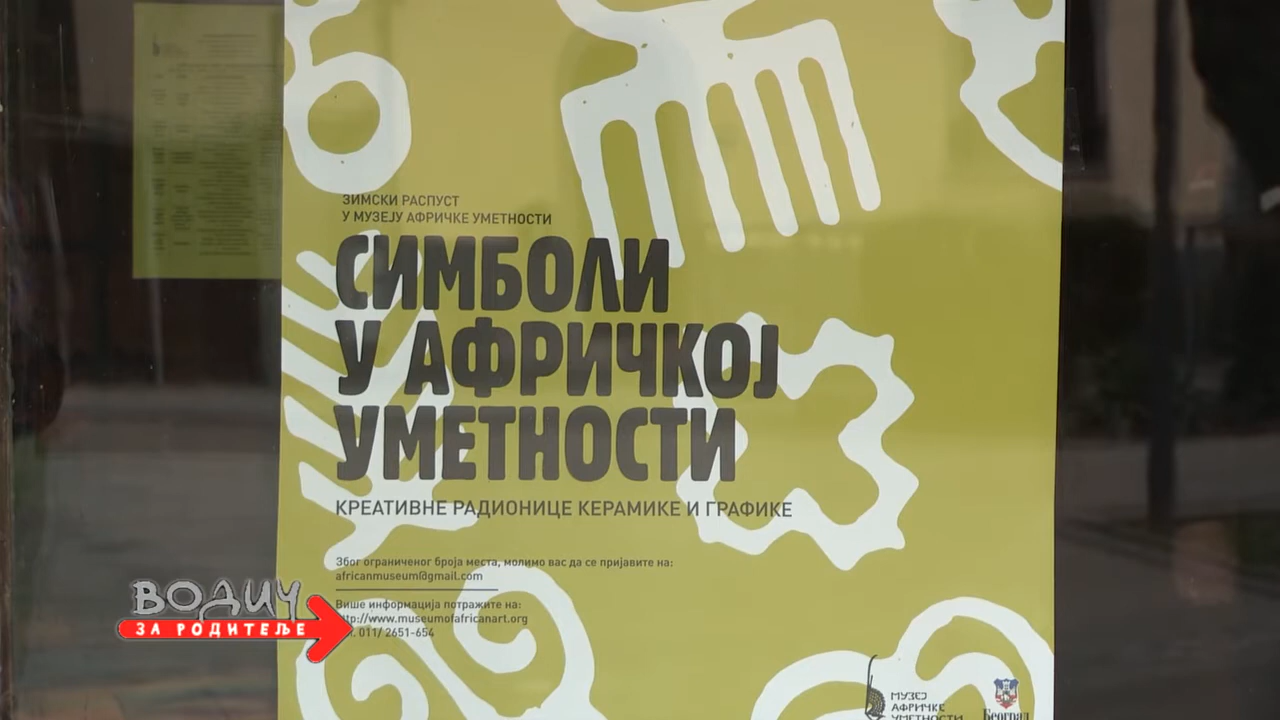 ЗИМСКИ РАСПУСТ
У МУЗЕЈУ АФРИЧКЕ УМЕТНОСТИ
СИМБОЛИ
У АФРИЧКОЈ
УМЕТНОСТИ
КРЕАТИВНЕ РАДИОНИЦЕ КЕРАМИКЕ И ГРАФИКЕ
Због ограниченог броја места, молимо вас да се пријавите на:
africanmuseum@gmail.com
Више информација потражите на:
http://www.museumofafricanart.org
011/ 2651-654
ВОДИЧ
ЗА РОДИТЕЉЕ
МУЗЕЈ
АФРИЧКЕ
УМЕТНОСТИ
Београд